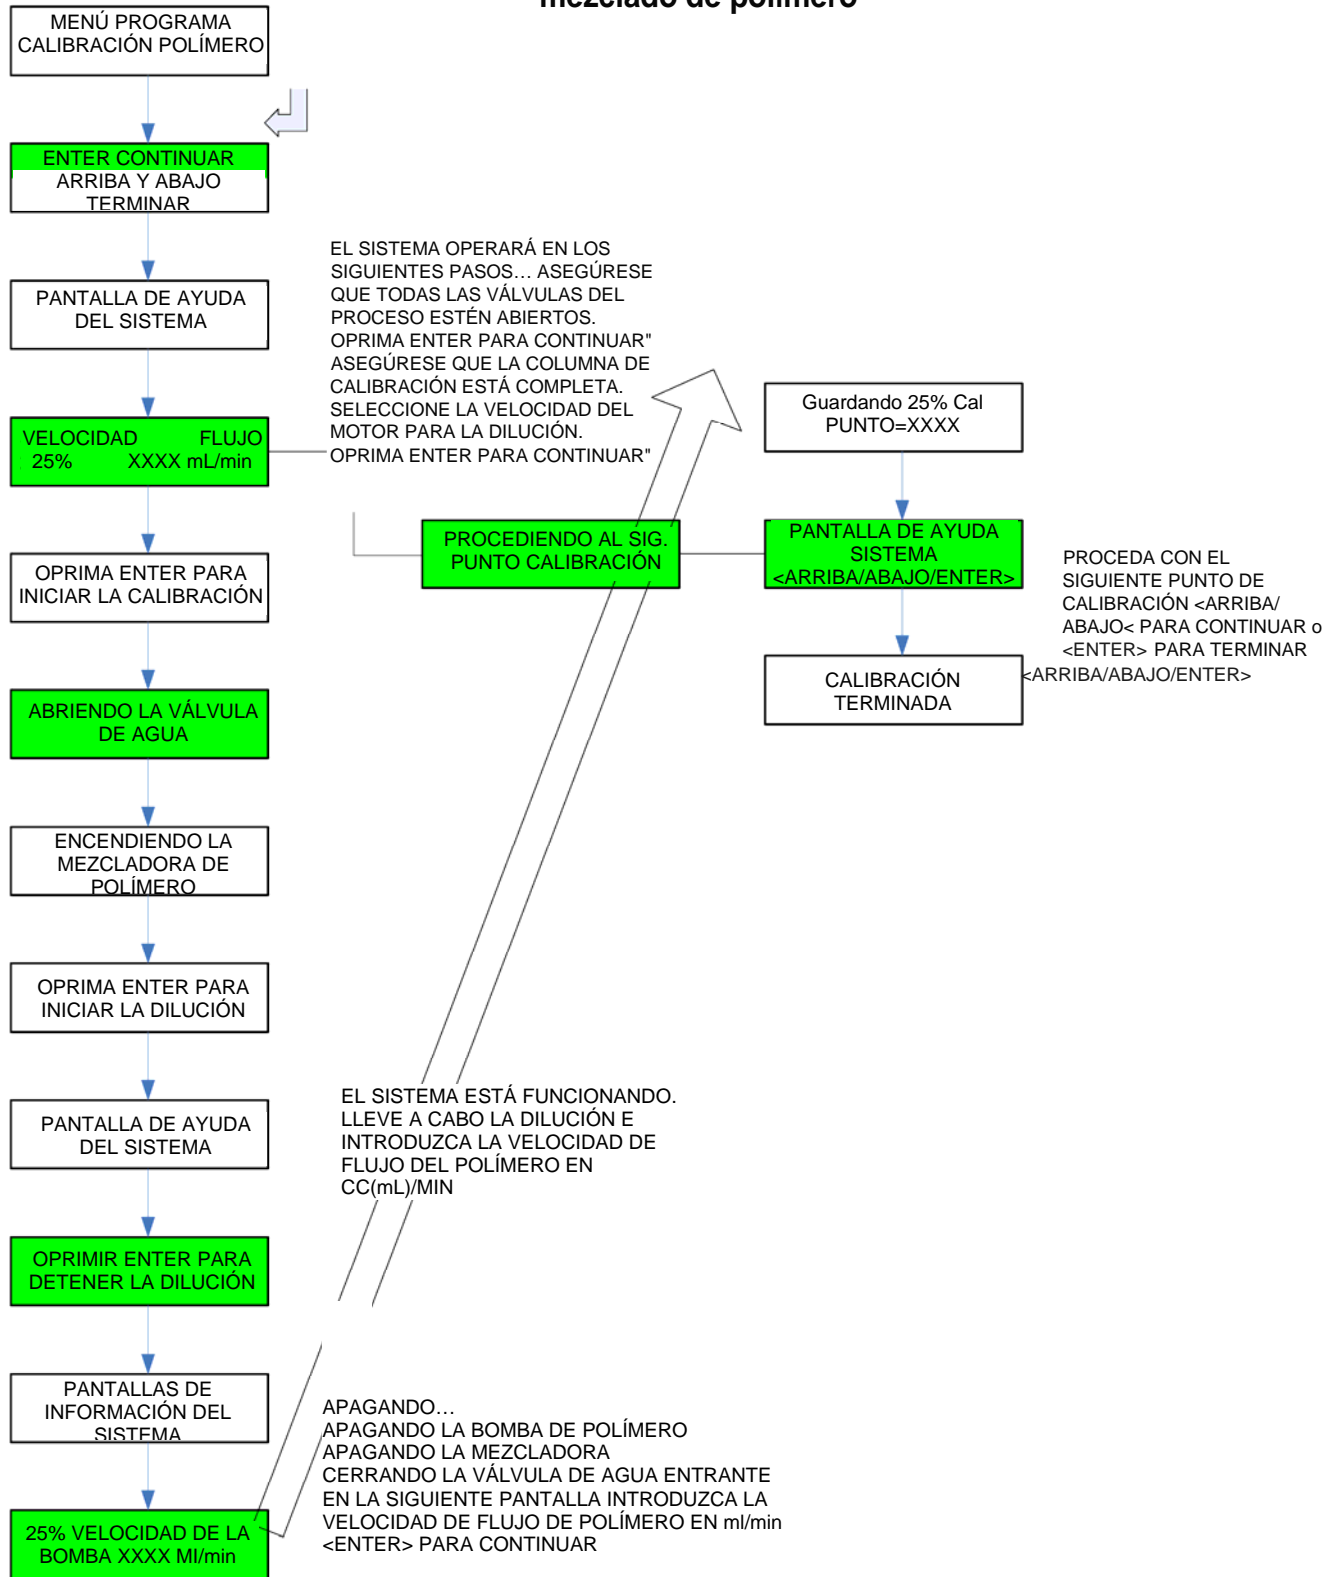 mezclado de polímero
MENÚ PROGRAMA
CALIBRACIÓN POLÍMERO
ENTER CONTINUAR
ARRIBA Y ABAJO
TERMINAR
PANTALLA DE AYUDA
DEL SISTEMA
VELOCIDAD FLUJO
25% XXXX mL/min
EL SISTEMA OPERARÁ EN LOS
SIGUIENTES PASOS… ASEGÚRESE
QUE TODAS LAS VÁLVULAS DEL
PROCESO ESTÉN ABIERTOS.
OPRIMA ENTER PARA CONTINUAR"
ASEGÚRESE QUE LA COLUMNA DE
CALIBRACIÓN ESTÁ COMPLETA.
SELECCIONE LA VELOCIDAD DEL
MOTOR PARA LA DILUCIÓN.
OPRIMA ENTER PARA CONTINUAR"
OPRIMA ENTER PARA
INICIAR LA CALIBRACIÓN
ABRIENDO LA VÁLVULA
DE AGUA
ENCENDIENDO LA
MEZCLADORA DE
POLÍMERO
OPRIMA ENTER PARA
INICIAR LA DILUCIÓN
PANTALLA DE AYUDA
DEL SISTEMA
EL SISTEMA ESTÁ FUNCIONANDO.
LLEVE A CABO LA DILUCIÓN E
INTRODUZCA LA VELOCIDAD DE
FLUJO DEL POLÍMERO EN
CC(mL)/MIN
OPRIMIR ENTER PARA
DETENER LA DILUCIÓN
PANTALLAS DE
INFORMACIÓN DEL
SISTEMA
25% VELOCIDAD DE LA
BOMBA XXXX Ml/min
APAGANDO…
APAGANDO LA BOMBA DE POLÍMERO
APAGANDO LA MEZCLADORA
CERRANDO LA VÁLVULA DE AGUA ENTRANTE
EN LA SIGUIENTE PANTALLA INTRODUZCA LA
VELOCIDAD DE FLUJO DE POLÍMERO EN ml/min
<ENTER> PARA CONTINUAR
Guardando 25% Cal
PUNTO=XXXX
PROCEDIENDO AL SIG.
PUNTO CALIBRACIÓN
PANTALLA DE AYUDA
SISTEMA
<ARRIBA/ABAJO/ENTER>
PROCEDA CON EL
SIGUIENTE PUNTO DE
CALIBRACIÓN <ARRIBA/
ABAJO< PARA CONTINUAR o
<ENTER> PARA TERMINAR
<ARRIBA/ABAJO/ENTER>
CALIBRACIÓN
TERMINADA